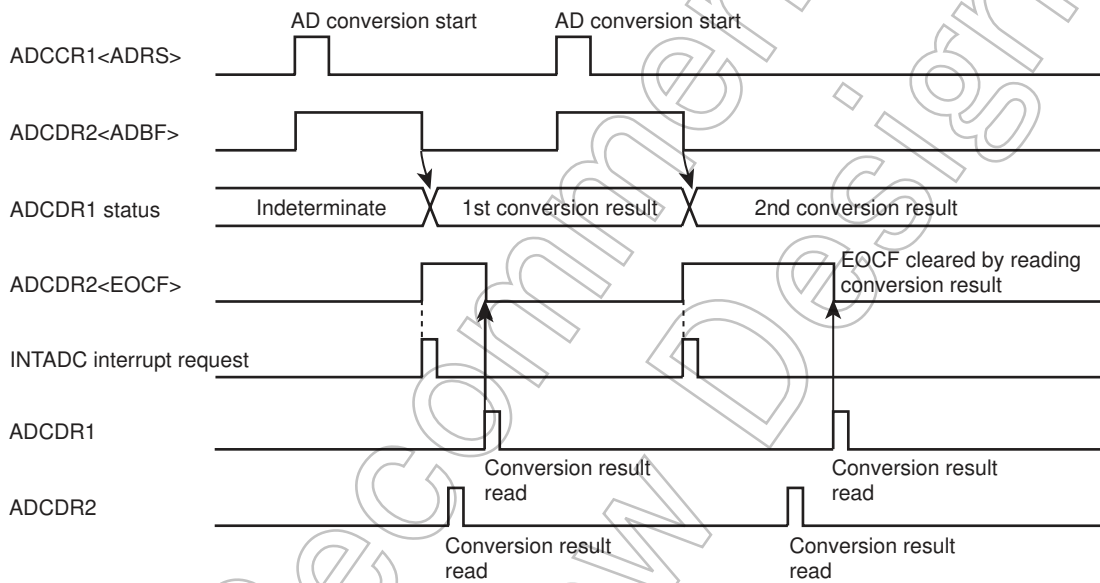 AD conversion start
AD conversion start
ADCCR1<ADRS>
ADCDR2<ADBF>
ADCDR1 status
Indeterminate
1st conversion result
2nd conversion result
ADCDR2<EOCF>
EOCF cleared by reading
conversion result
INTADC interrupt request
ADCDR1
Conversion result
read
Conversion result
read
ADCDR2
Conversion result
read
Conversion result
read